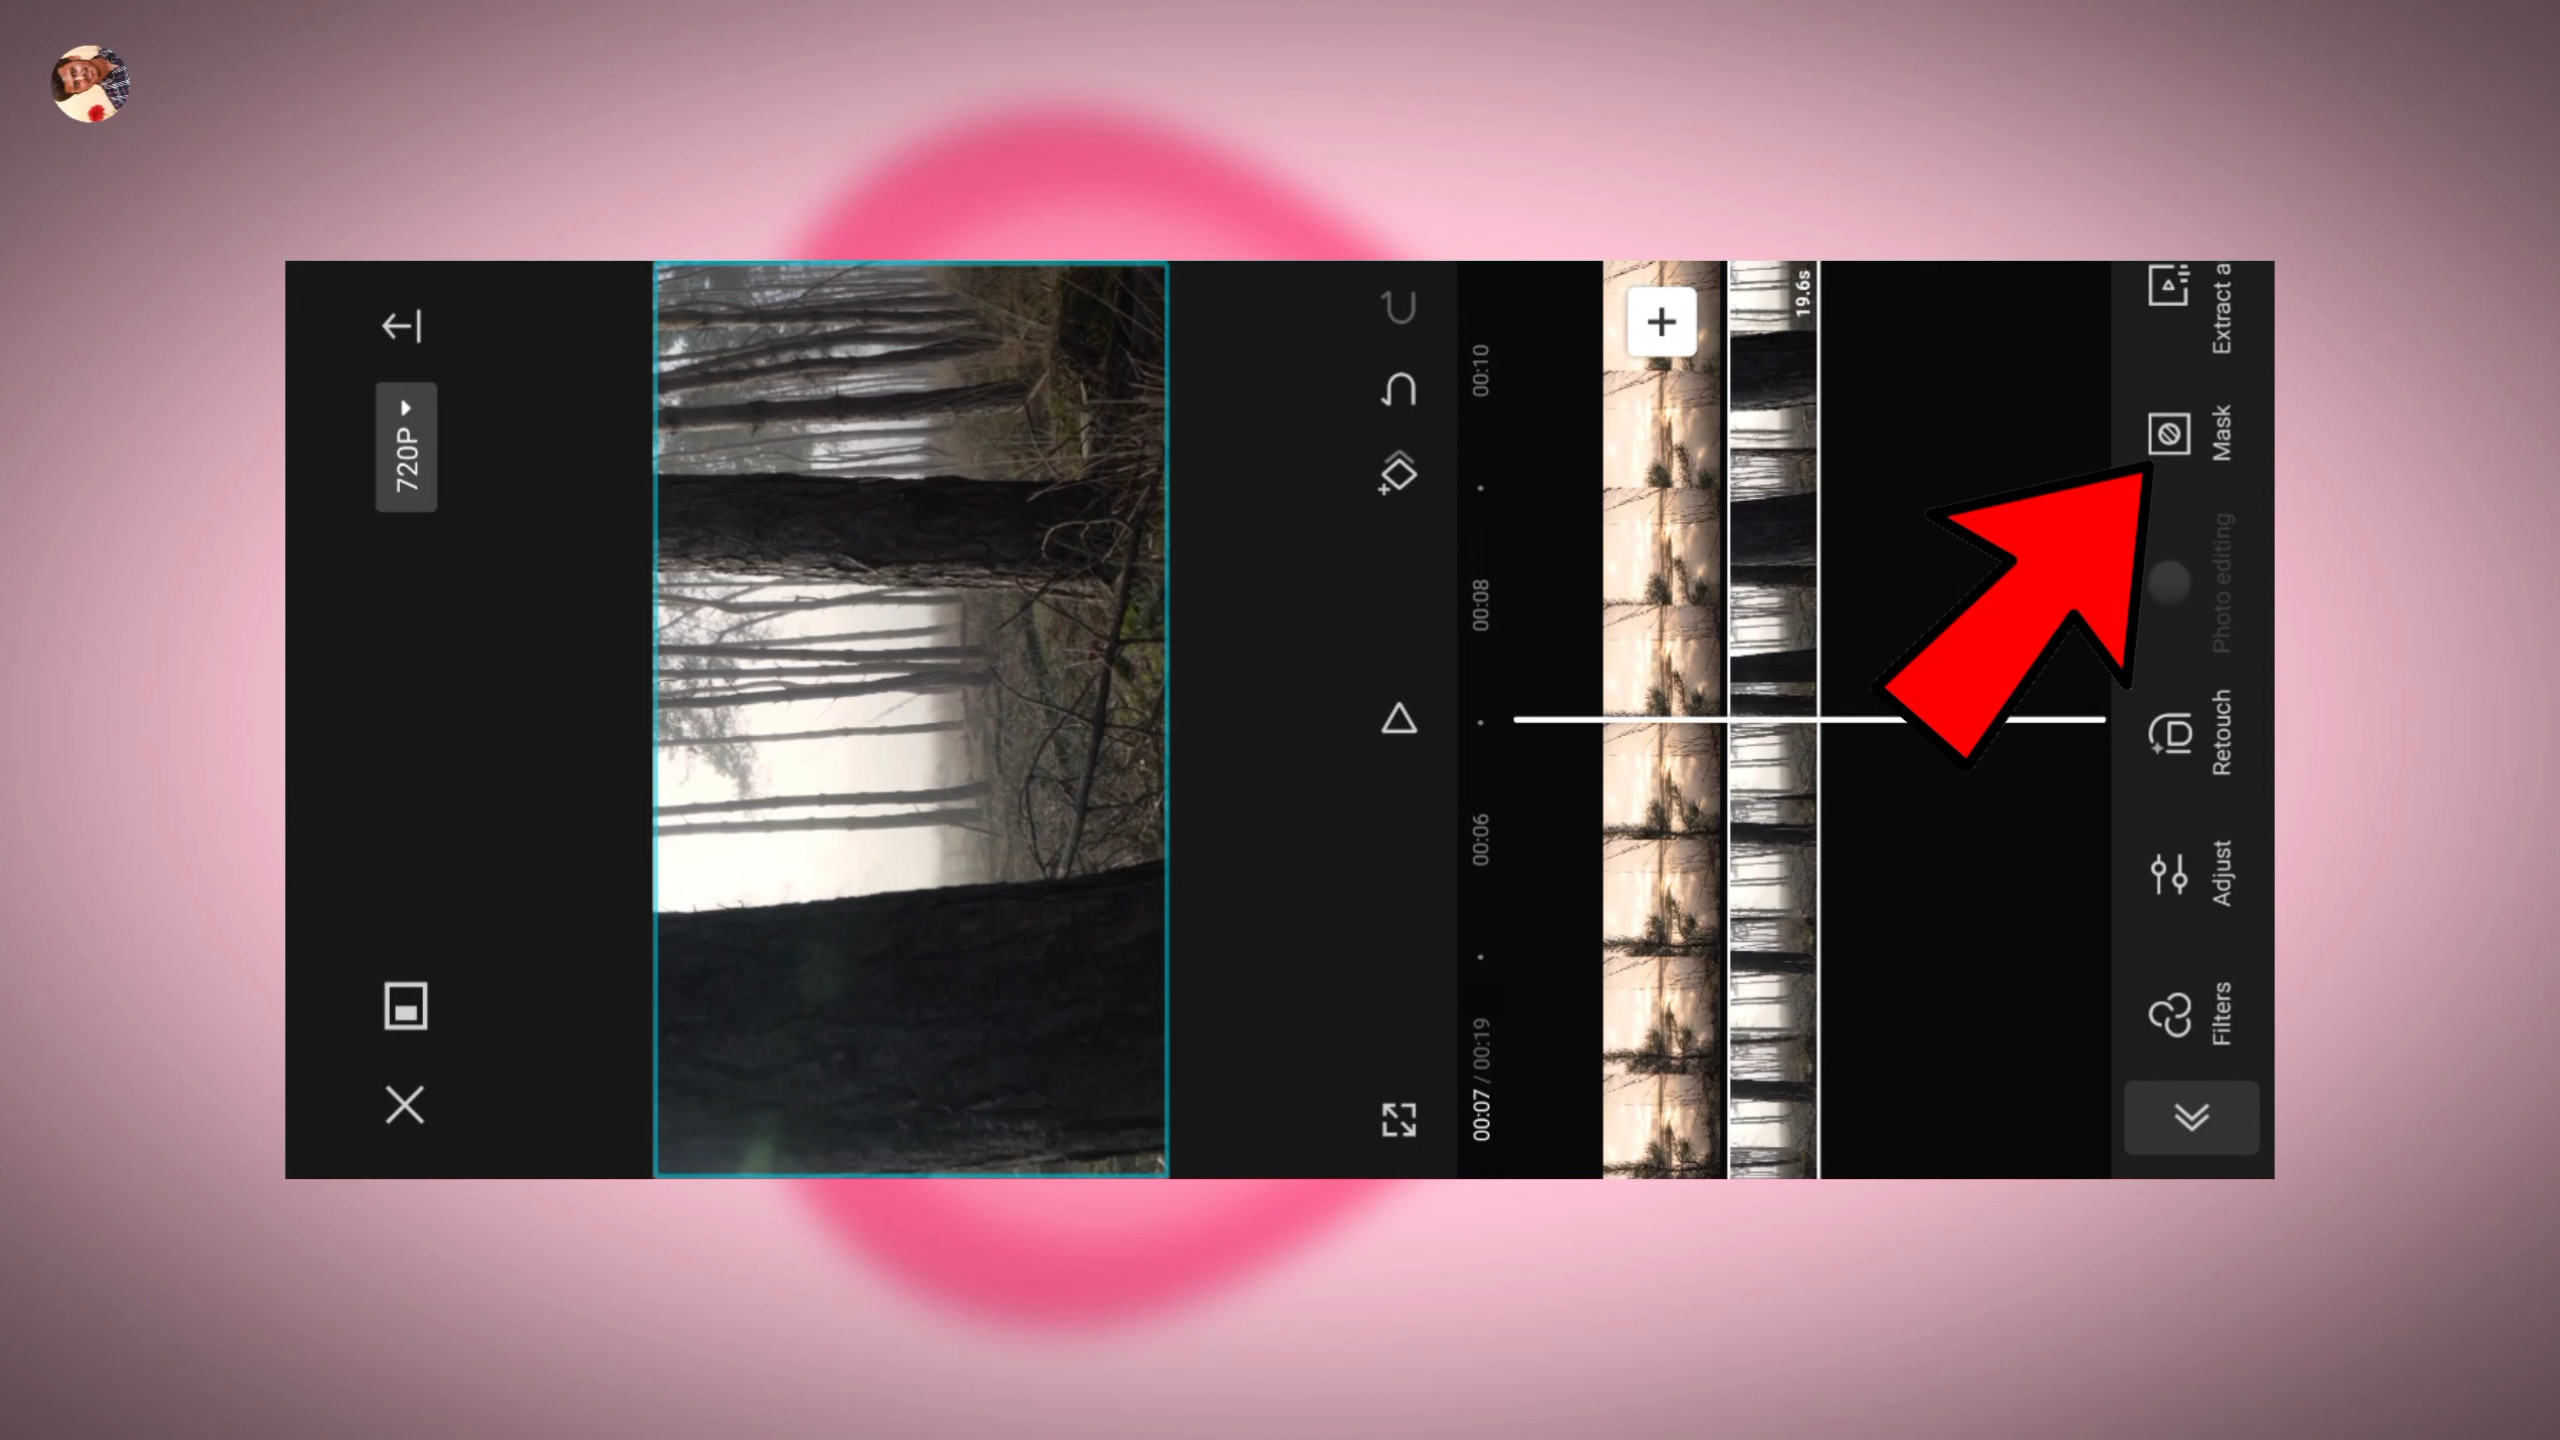 720P
00:07 / 00:19
00:06
00:08
00:10
19.6s
Filters
Adjust
Retouch
Photo editing
Mask
Extract a